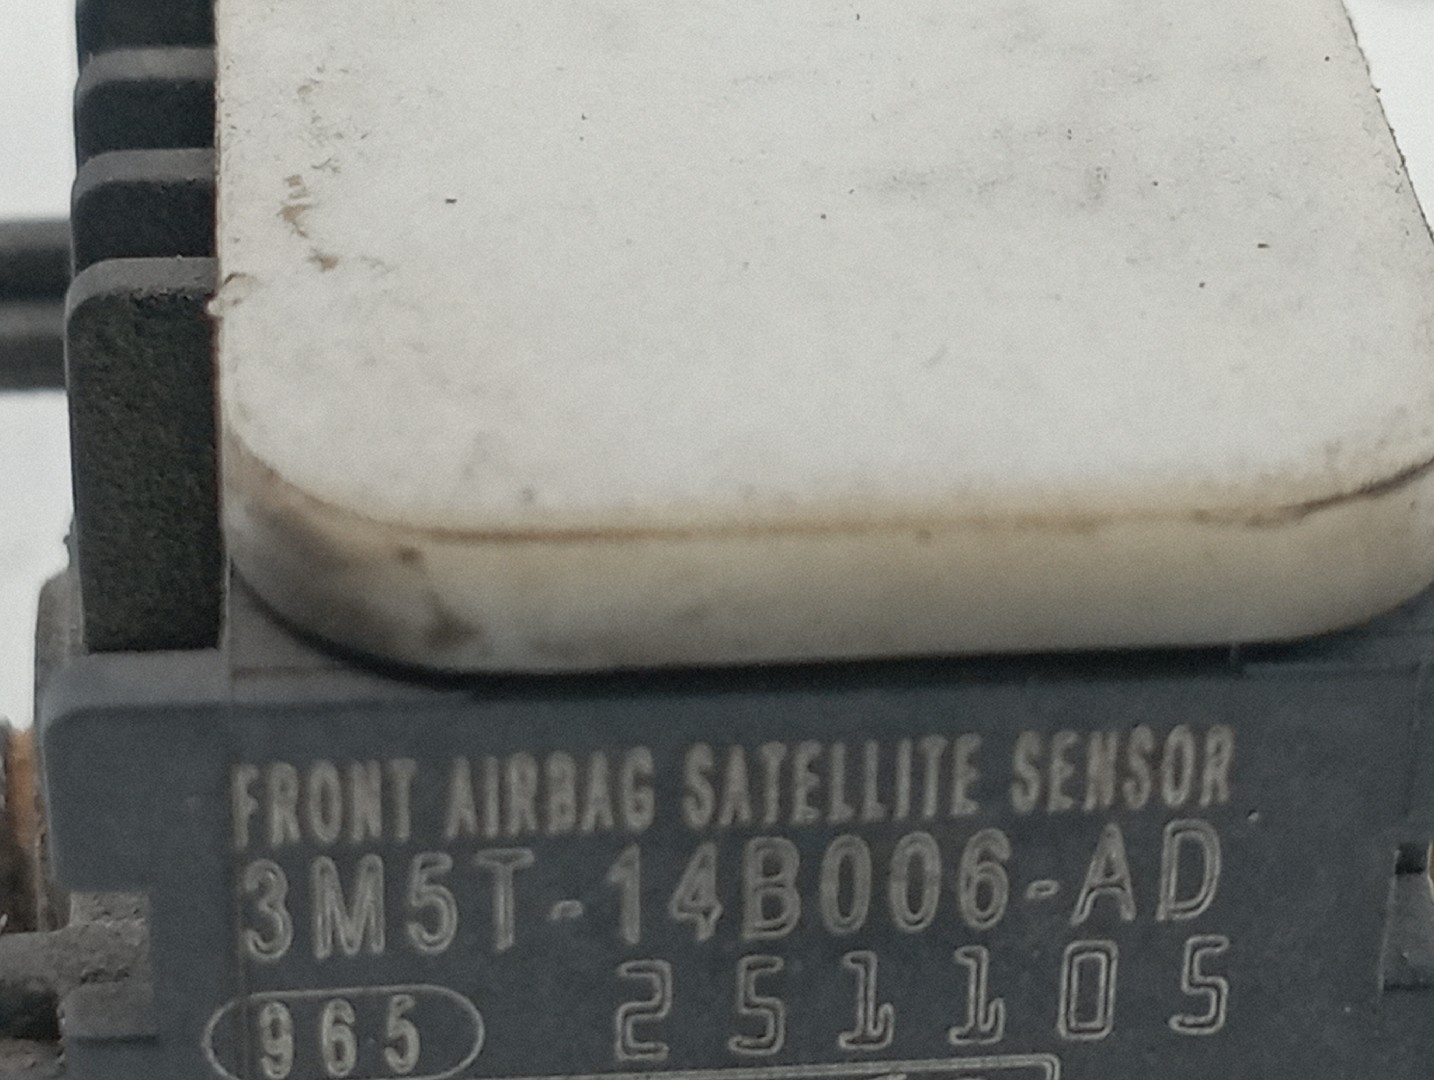 FRONT AIRBAG SATELLITE SENSOR
3M5T-14B006-AD
965 251105